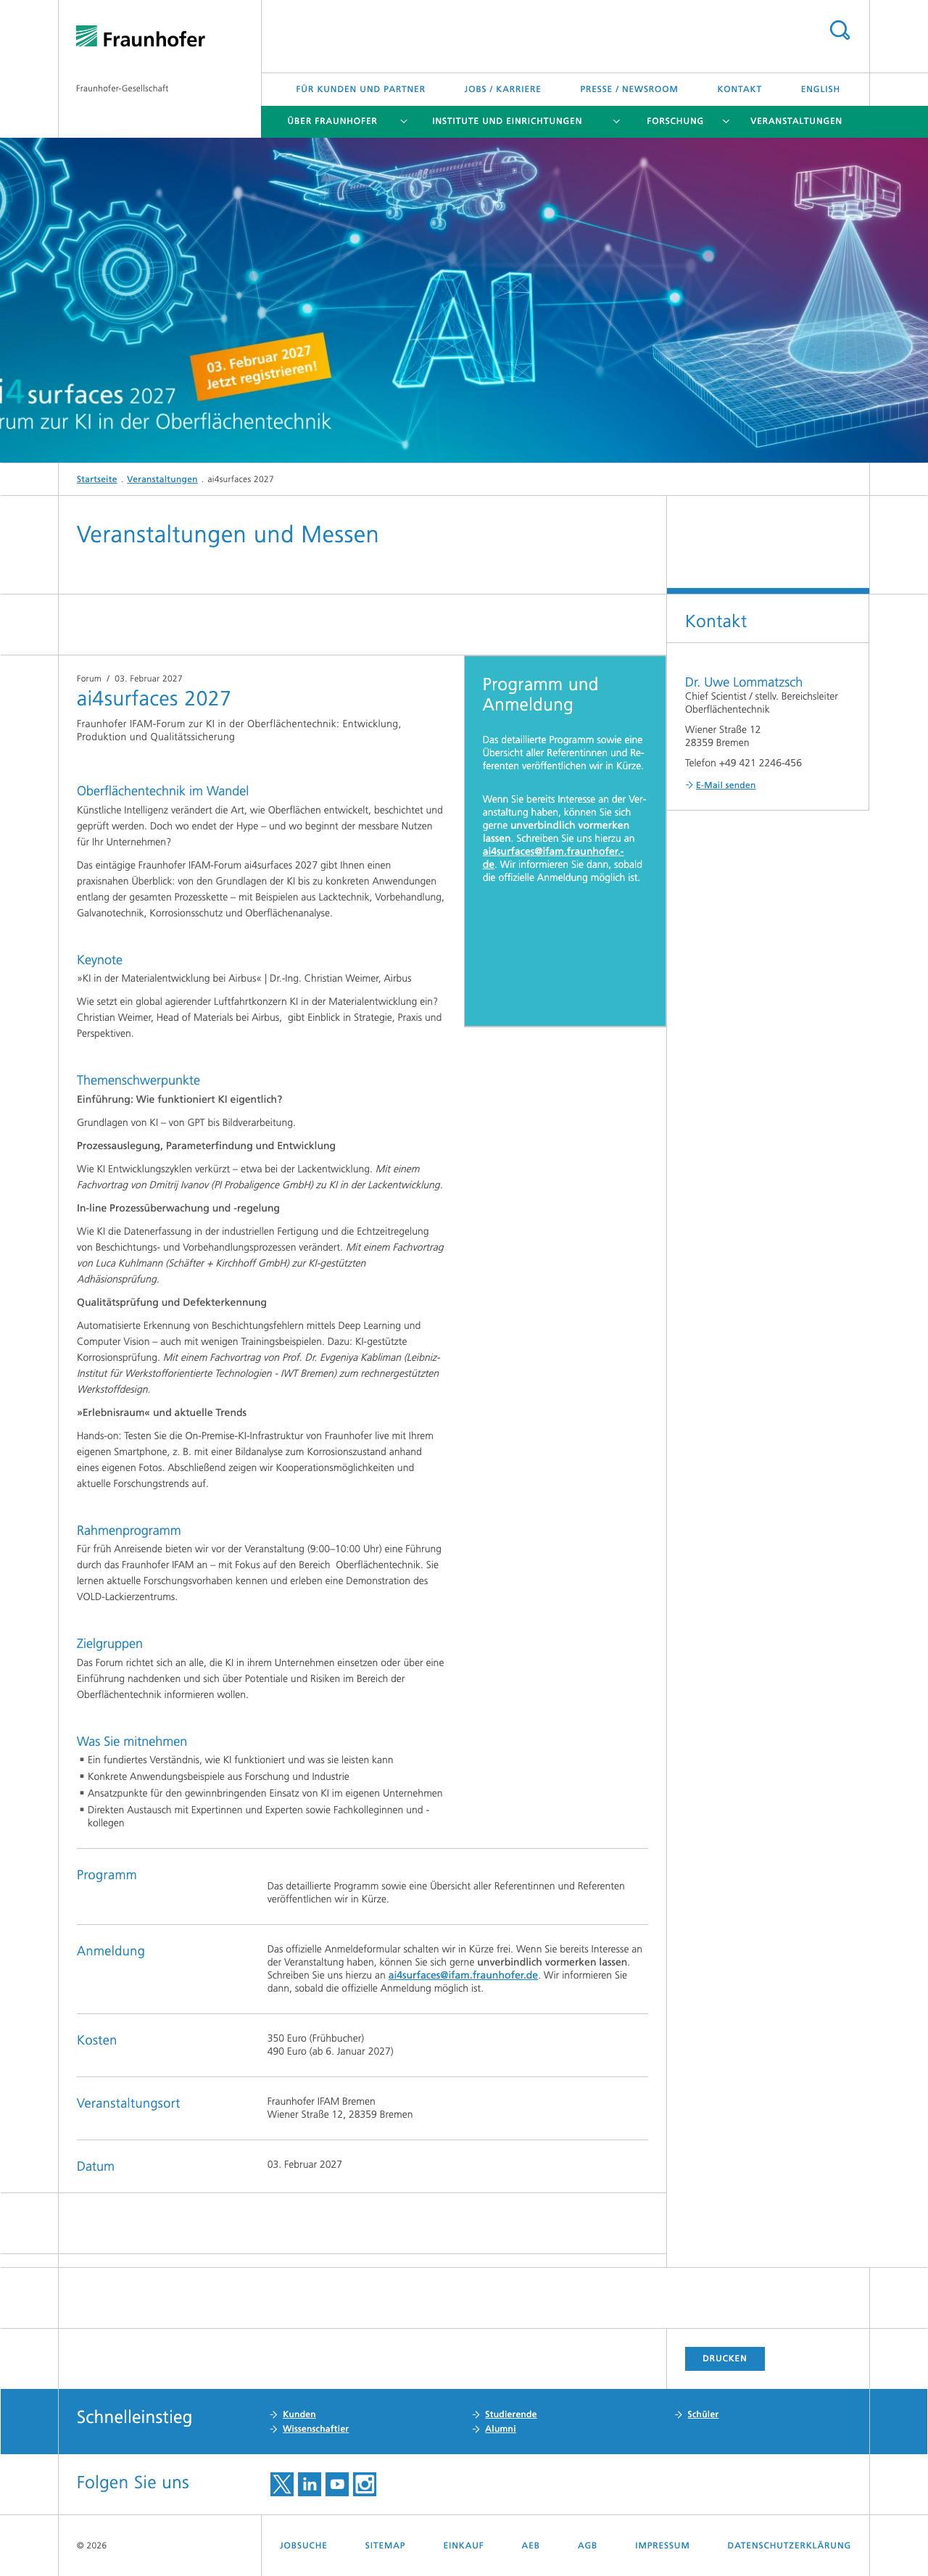 Fraunhofer
Fraunhofer-Gesellschaft
FÜR KUNDEN UND PARTNER
JOBS / KARRIERE
PRESSE / NEWSROOM
KONTAKT
ENGLISH
ÜBER FRAUNHOFER
INSTITUTE UND EINRICHTUNGEN
FORSCHUNG
VERANSTALTUNGEN
AI
03. Februar 2027
Jetzt registrieren!
i4surfaces 2027
rum zur KI in der Oberflächentechnik
Startseite . Veranstaltungen . ai4surfaces 2027
Veranstaltungen und Messen
Forum / 03. Februar 2027
ai4surfaces 2027
Fraunhofer IFAM-Forum zur KI in der Oberflächentechnik: Entwicklung,
Produktion und Qualitätssicherung
Oberflächentechnik im Wandel
Künstliche Intelligenz verändert die Art, wie Oberflächen entwickelt, beschichtet und
geprüft werden. Doch wo endet der Hype – und wo beginnt der messbare Nutzen
für Ihr Unternehmen?
Das eintägige Fraunhofer IFAM-Forum ai4surfaces 2027 gibt Ihnen einen
praxisnahen Überblick: von den Grundlagen der KI bis zu konkreten Anwendungen
entlang der gesamten Prozesskette – mit Beispielen aus Lacktechnik, Vorbehandlung,
Galvanotechnik, Korrosionsschutz und Oberflächenanalyse.
Keynote
»KI in der Materialentwicklung bei Airbus« | Dr.-Ing. Christian Weimer, Airbus
Wie setzt ein global agierender Luftfahrtkonzern KI in der Materialentwicklung ein?
Christian Weimer, Head of Materials bei Airbus, gibt Einblick in Strategie, Praxis und
Perspektiven.
Themenschwerpunkte
Einführung: Wie funktioniert KI eigentlich?
Grundlagen von KI – von GPT bis Bildverarbeitung.
Prozessauslegung, Parameterfindung und Entwicklung
Wie KI Entwicklungszyklen verkürzt – etwa bei der Lackentwicklung. Mit einem
Fachvortrag von Dmitrij Ivanov (PI Probaligence GmbH) zu KI in der Lackentwicklung.
In-line Prozessüberwachung und -regelung
Wie KI die Datenerfassung in der industriellen Fertigung und die Echtzeitregelung
von Beschichtungs- und Vorbehandlungsprozessen verändert. Mit einem Fachvortrag
von Luca Kuhlmann (Schäfter + Kirchhoff GmbH) zur KI-gestützten
Adhäsionsprüfung.
Qualitätsprüfung und Defekterkennung
Automatisierte Erkennung von Beschichtungsfehlern mittels Deep Learning und
Computer Vision – auch mit wenigen Trainingsbeispielen. Dazu: KI-gestützte
Korrosionsprüfung. Mit einem Fachvortrag von Prof. Dr. Evgeniya Kabliman (Leibniz-
Institut für Werkstofforientierte Technologien - IWT Bremen) zum rechnergestützten
Werkstoffdesign.
»Erlebnisraum« und aktuelle Trends
Hands-on: Testen Sie die On-Premise-KI-Infrastruktur von Fraunhofer live mit Ihrem
eigenen Smartphone, z. B. mit einer Bildanalyse zum Korrosionszustand anhand
eines eigenen Fotos. Abschließend zeigen wir Kooperationsmöglichkeiten und
aktuelle Forschungstrends auf.
Rahmenprogramm
Für früh Anreisende bieten wir vor der Veranstaltung (9:00–10:00 Uhr) eine Führung
durch das Fraunhofer IFAM an – mit Fokus auf den Bereich Oberflächentechnik. Sie
lernen aktuelle Forschungsvorhaben kennen und erleben eine Demonstration des
VOLD-Lackierzentrums.
Zielgruppen
Das Forum richtet sich an alle, die KI in ihrem Unternehmen einsetzen oder über eine
Einführung nachdenken und sich über Potentiale und Risiken im Bereich der
Oberflächentechnik informieren wollen.
Was Sie mitnehmen
Ein fundiertes Verständnis, wie KI funktioniert und was sie leisten kann
Konkrete Anwendungsbeispiele aus Forschung und Industrie
Ansatzpunkte für den gewinnbringenden Einsatz von KI im eigenen Unternehmen
Direkten Austausch mit Expertinnen und Experten sowie Fachkolleginnen und -
kollegen
Programm und
Anmeldung
Das detaillierte Programm sowie eine
Übersicht aller Referentinnen und Re-
ferenten veröffentlichen wir in Kürze.
Wenn Sie bereits Interesse an der Ver-
anstaltung haben, können Sie sich
gerne unverbindlich vormerken
lassen. Schreiben Sie uns hierzu an
ai4surfaces@ifam.fraunhofer.-
de. Wir informieren Sie dann, sobald
die offizielle Anmeldung möglich ist.
Kontakt
Dr. Uwe Lommatzsch
Chief Scientist / stellv. Bereichsleiter
Oberflächentechnik
Wiener Straße 12
28359 Bremen
Telefon +49 421 2246-456
E-Mail senden
Programm
Das detaillierte Programm sowie eine Übersicht aller Referentinnen und Referenten
veröffentlichen wir in Kürze.
Anmeldung
Das offizielle Anmeldeformular schalten wir in Kürze frei. Wenn Sie bereits Interesse an
der Veranstaltung haben, können Sie sich gerne unverbindlich vormerken lassen.
Schreiben Sie uns hierzu an ai4surfaces@ifam.fraunhofer.de. Wir informieren Sie
dann, sobald die offizielle Anmeldung möglich ist.
Kosten
350 Euro (Frühbucher)
490 Euro (ab 6. Januar 2027)
Veranstaltungsort
Fraunhofer IFAM Bremen
Wiener Straße 12, 28359 Bremen
Datum
03. Februar 2027
DRUCKEN
Schnelleinstieg
Kunden
Wissenschaftler
Studierende
Alumni
Schüler
Folgen Sie uns
© 2026
JOBSUCHE
SITEMAP
EINKAUF
AEB
AGB
IMPRESSUM
DATENSCHUTZERKLÄRUNG